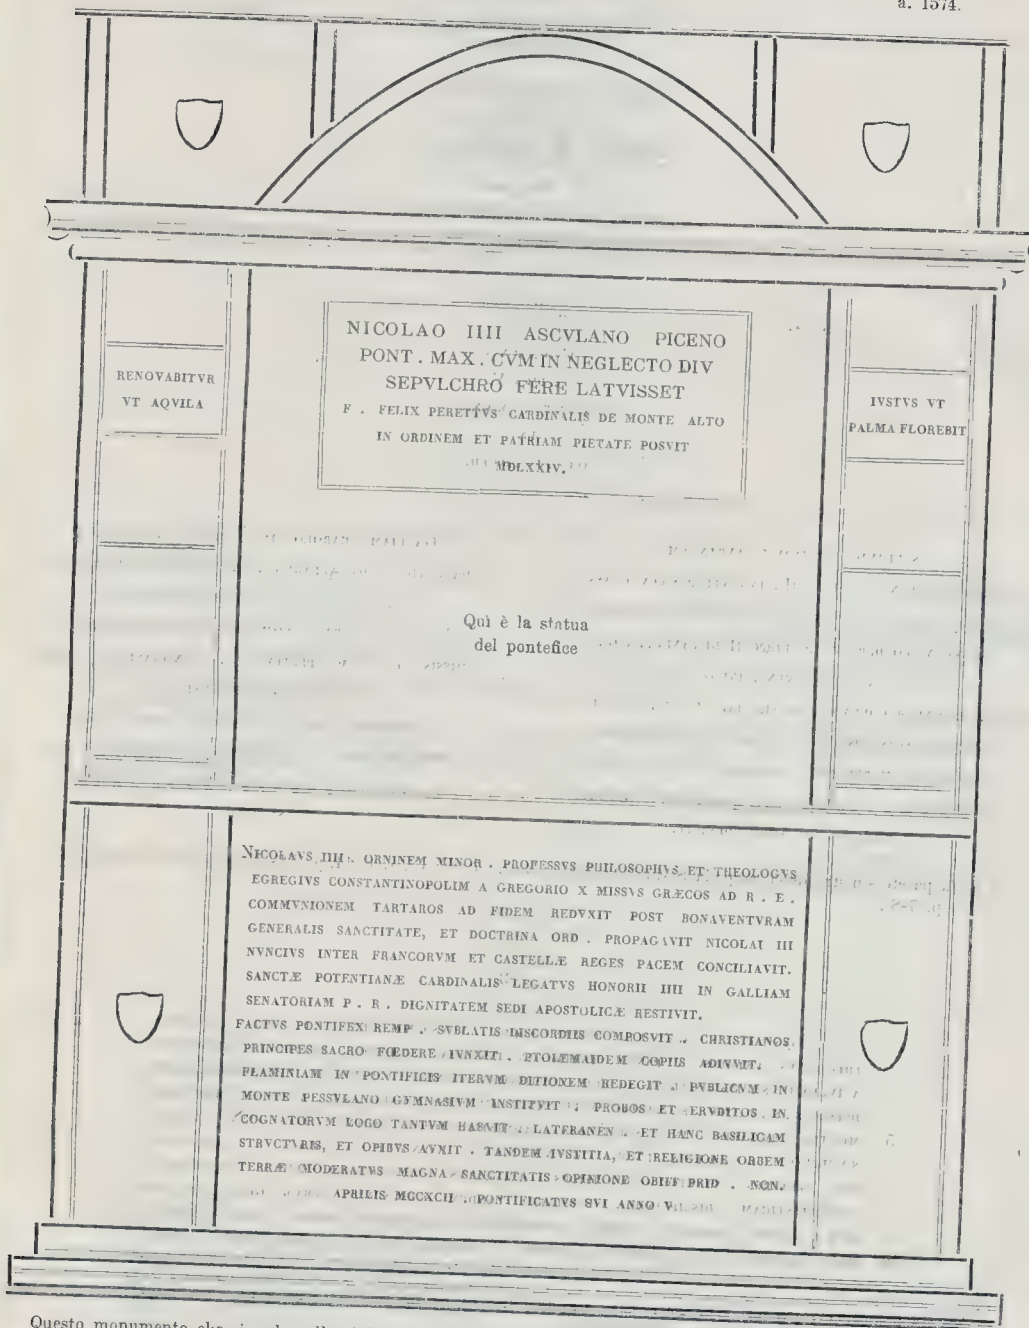 a. 1574.
NICOLAO IIII ASCVLANO PICENO
PONT . MAX . CVM IN NEGLECTO DIV
SEPVLCHRO FERE LATVISSET
F . FELIX PERETTVS CARDINALIS DE MONTE ALTO
IN ORDINEM ET PATRIAM PIETATE POSVIT
MDLXXIV.
RENOVABITVR
VT AQVILA
IVSTVS VT
PALMA FLOREBIT
Quì è la statua
del pontefice
NICOLAVS IIII . ORNINEM MINOR . PROFESSVS PHILOSOPHVS ET THEOLOGVS
EGREGIVS CONSTANTINOPOLIM A GREGORIO X MISSVS GRÆCOS AD R . E .
COMMVNIONEM TARTAROS AD FIDEM REDVXIT POST BONAVENTVRAM
GENERALIS SANCTITATE, ET DOCTRINA ORD . PROPAGAVIT NICOLAI III
NVNCIVS INTER FRANCORVM ET CASTELLÆ REGES PACEM CONCILIAVIT.
SANCTÆ POTENTIANÆ CARDINALIS LEGATVS HONORII IIII IN GALLIAM
SENATORIAM P . R . DIGNITATEM SEDI APOSTOLICÆ RESTIVIT.
FACTVS PONTIFEX REMP . SVBLATIS DISCORDIIS COMPOSVIT . CHRISTIANOS
PRINCIPES SACRO FŒDERE IVNXIT . PTOLEMAIDEM COPIIS ADIVVIT.
FLAMINIAM IN PONTIFICIS ITERVM DITIONEM REDEGIT . PVBLICVM IN
MONTE PESSVLANO GYMNASIVM INSTITVIT . PROBOS ET ERVDITOS IN
COGNATORVM LOGO TANTVM HABVIT . LATERANEN . ET HANC BASILICAM
STRVCTVRIS, ET OPIBVS AVXIT . TANDEM IVSTITIA, ET RELIGIONE ORBEM
TERRÆ MODERATVS MAGNA SANCTITATIS OPINIONE OBIIT PRID . NON.
APRILIS MCCXCII . PONTIFICATVS SVI ANNO V
Questo monumento che